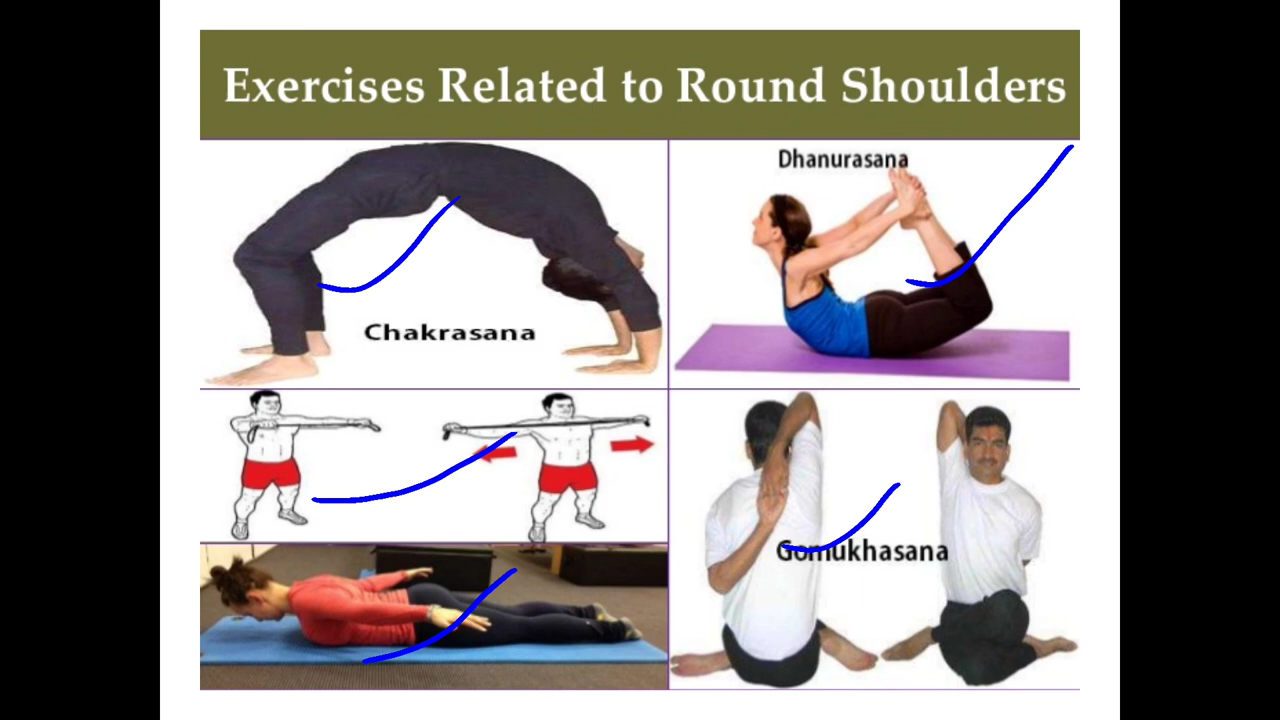 Exercises Related to Round Shoulders
Dhanurasana
Chakrasana
Gomukhasana